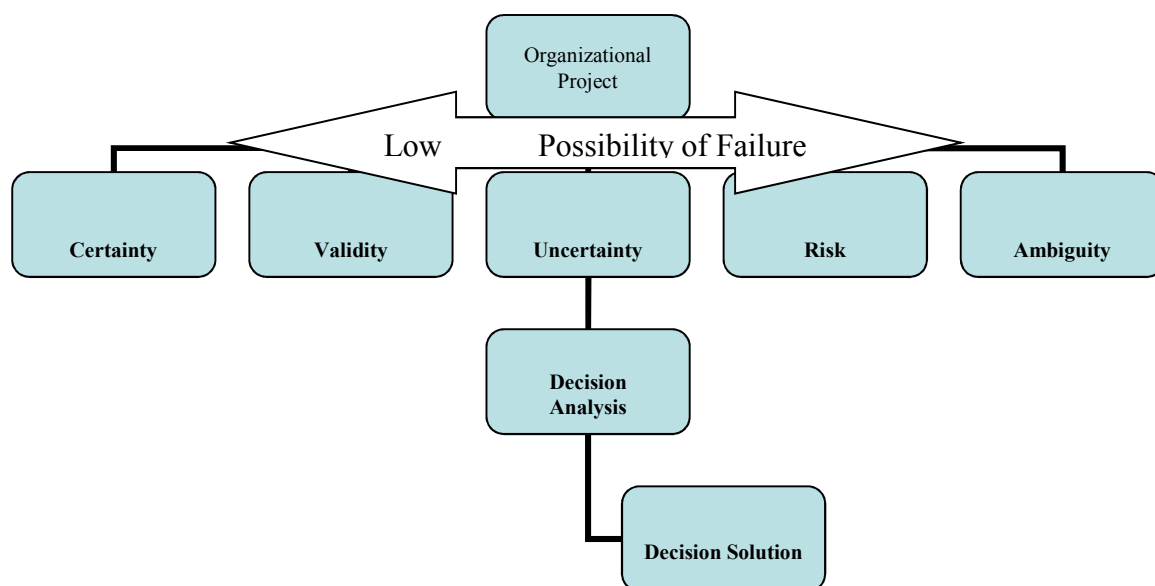 Organizational
Project
Low Possibility of Failure
Certainty
Validity
Uncertainty
Risk
Ambiguity
Decision
Analysis
Decision Solution